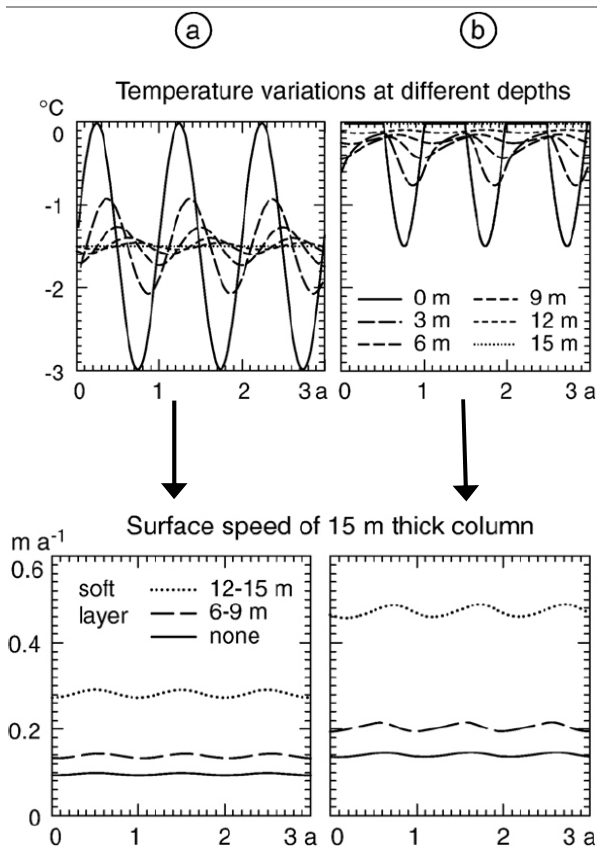 a b
Temperature variations at different depths
°C
0
-1
-2
-3
0 m 9 m
3 m 12 m
6 m 15 m
0 1 2 3 a 0 1 2 3 a
Surface speed of 15 m thick column
m a⁻¹
0.6
0.4
0.2
0
soft 12-15 m
layer 6-9 m
none
0 1 2 3 a 0 1 2 3 a